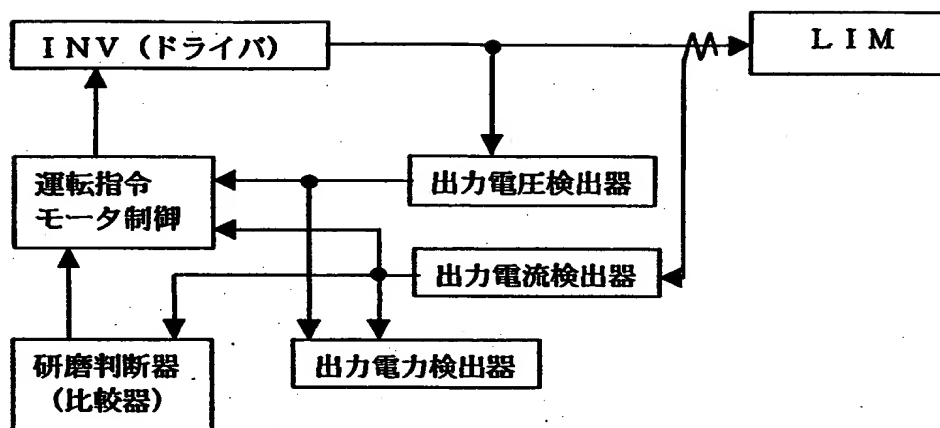 INV(ドライバ)
LIM
運転指令
モータ制御
出力電圧検出器
出力電流検出器
研磨判断器
(比較器)
出力電力検出器